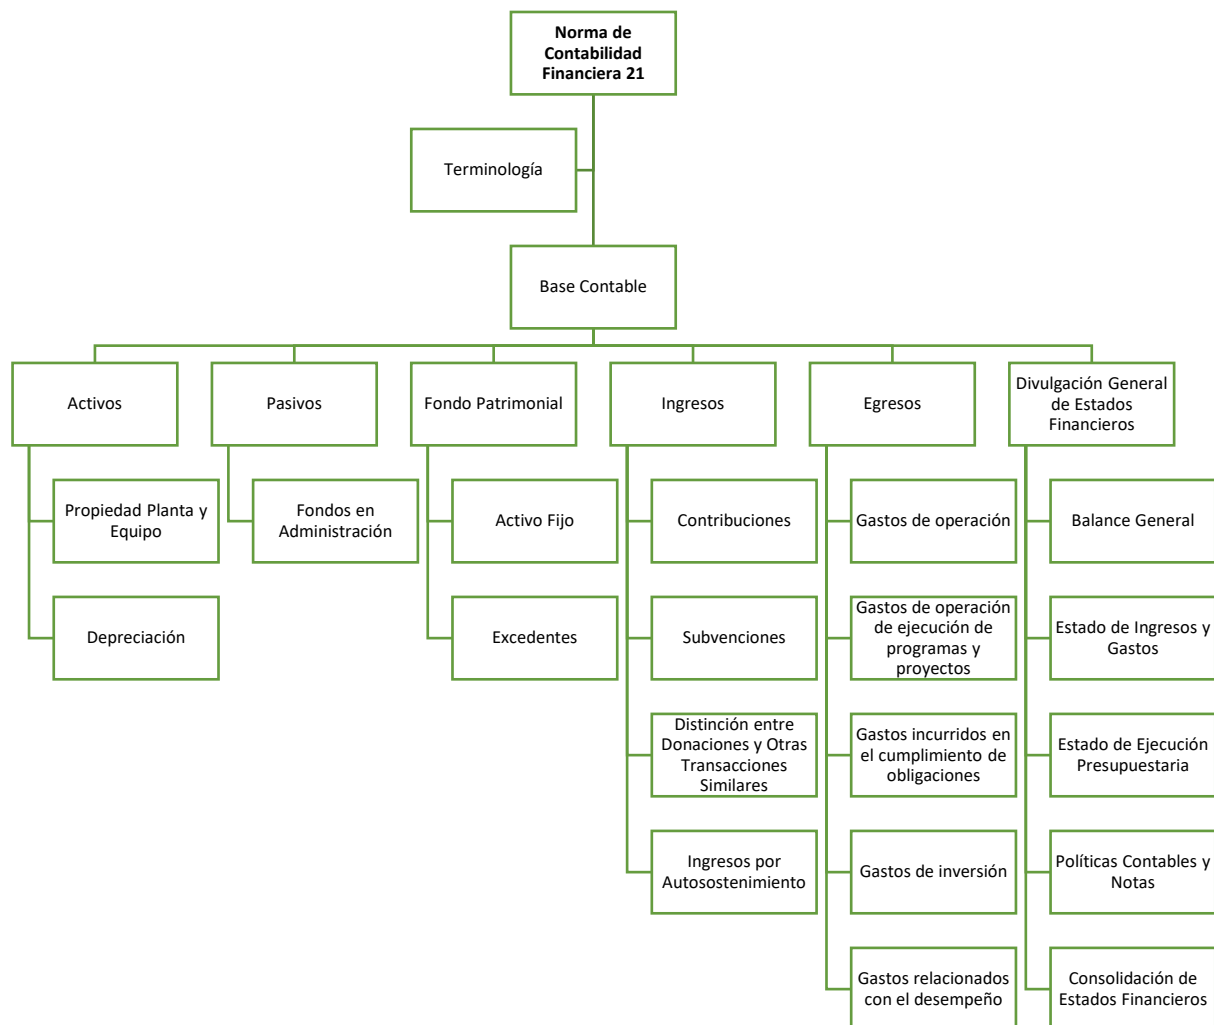 Norma de
Contabilidad
Financiera 21
Terminología
Base Contable
Activos
Pasivos
Fondo Patrimonial
Ingresos
Egresos
Divulgación General
de Estados
Financieros
Propiedad Planta y
Equipo
Fondos en
Administración
Activo Fijo
Contribuciones
Gastos de operación
Balance General
Depreciación
Excedentes
Subvenciones
Gastos de operación
de ejecución de
programas y
proyectos
Estado de Ingresos y
Gastos
Distinción entre
Donaciones y Otras
Transacciones
Similares
Gastos incurridos en
el cumplimiento de
obligaciones
Estado de Ejecución
Presupuestaria
Ingresos por
Autosostenimiento
Gastos de inversión
Políticas Contables y
Notas
Gastos relacionados
con el desempeño
Consolidación de
Estados Financieros